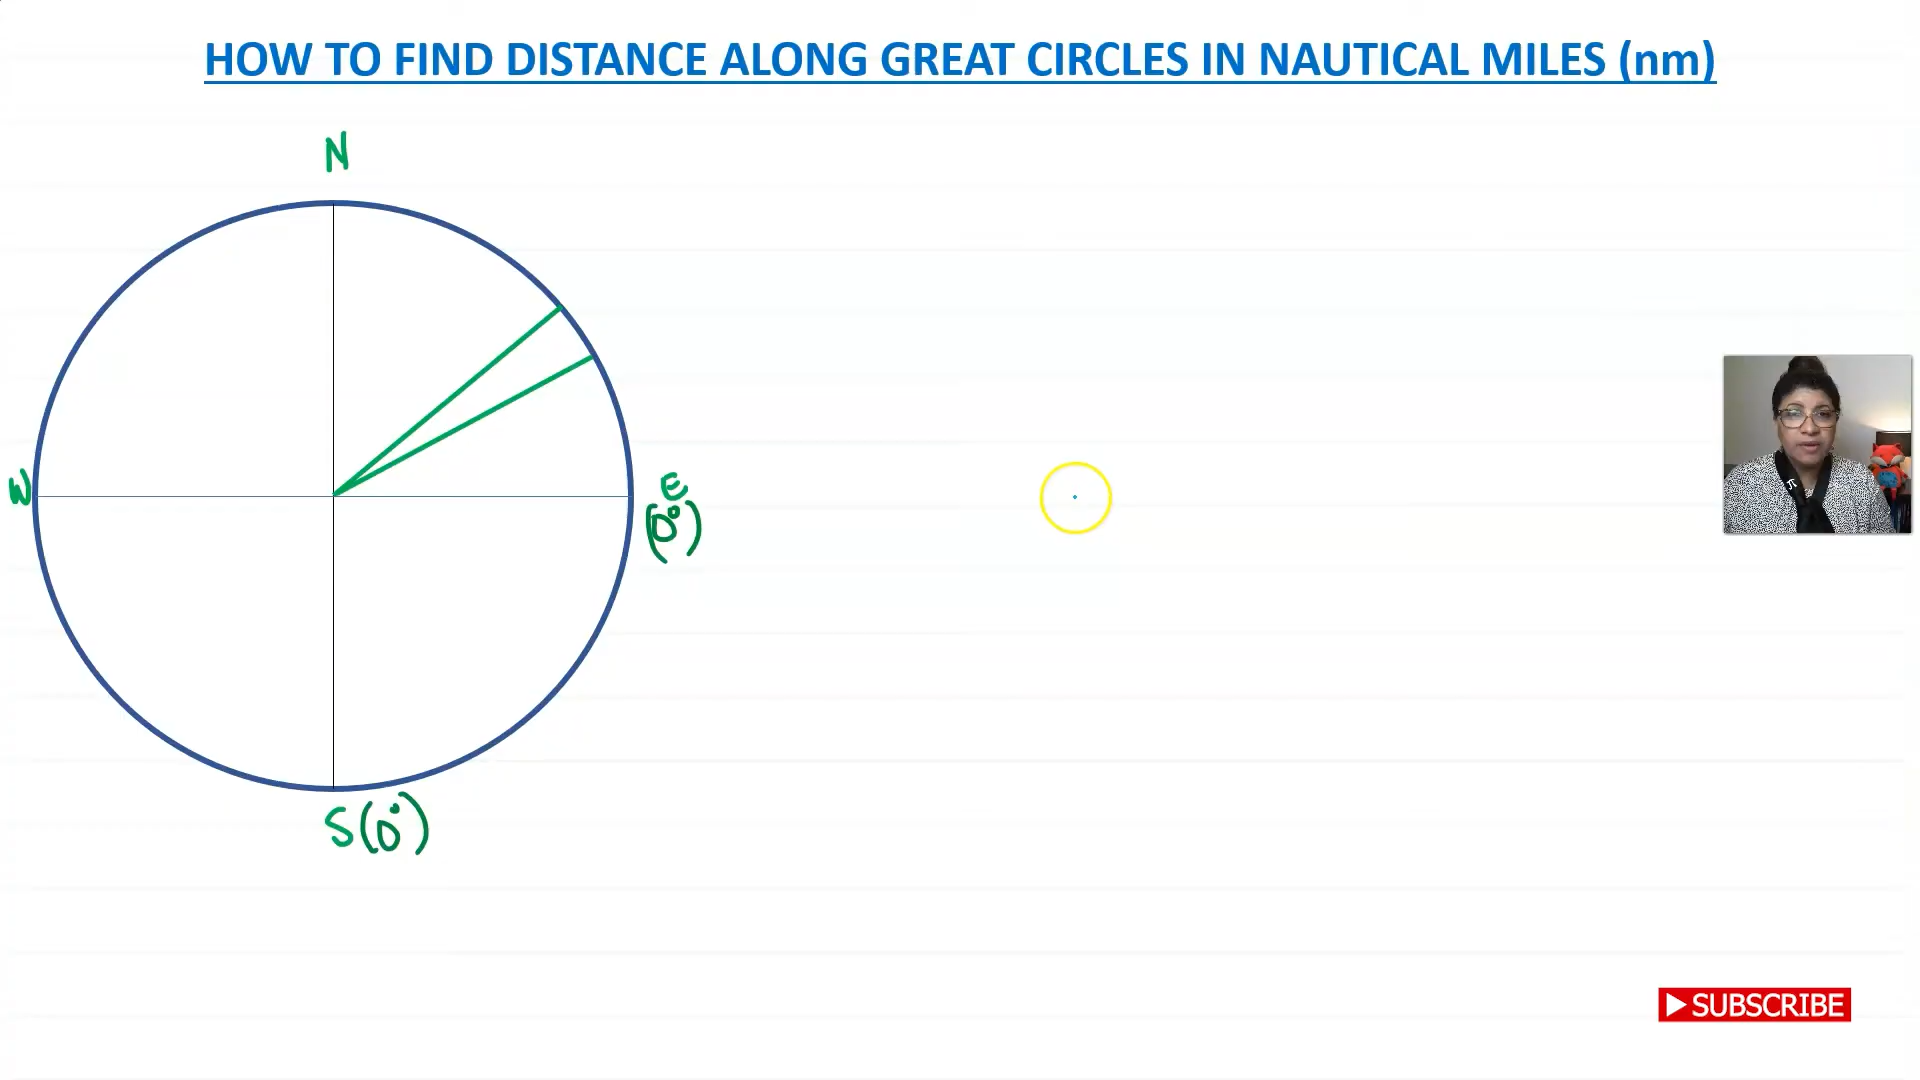 HOW TO FIND DISTANCE ALONG GREAT CIRCLES IN NAUTICAL MILES (nm)
N
W
E
(0°)
S(0°)
π
SUBSCRIBE